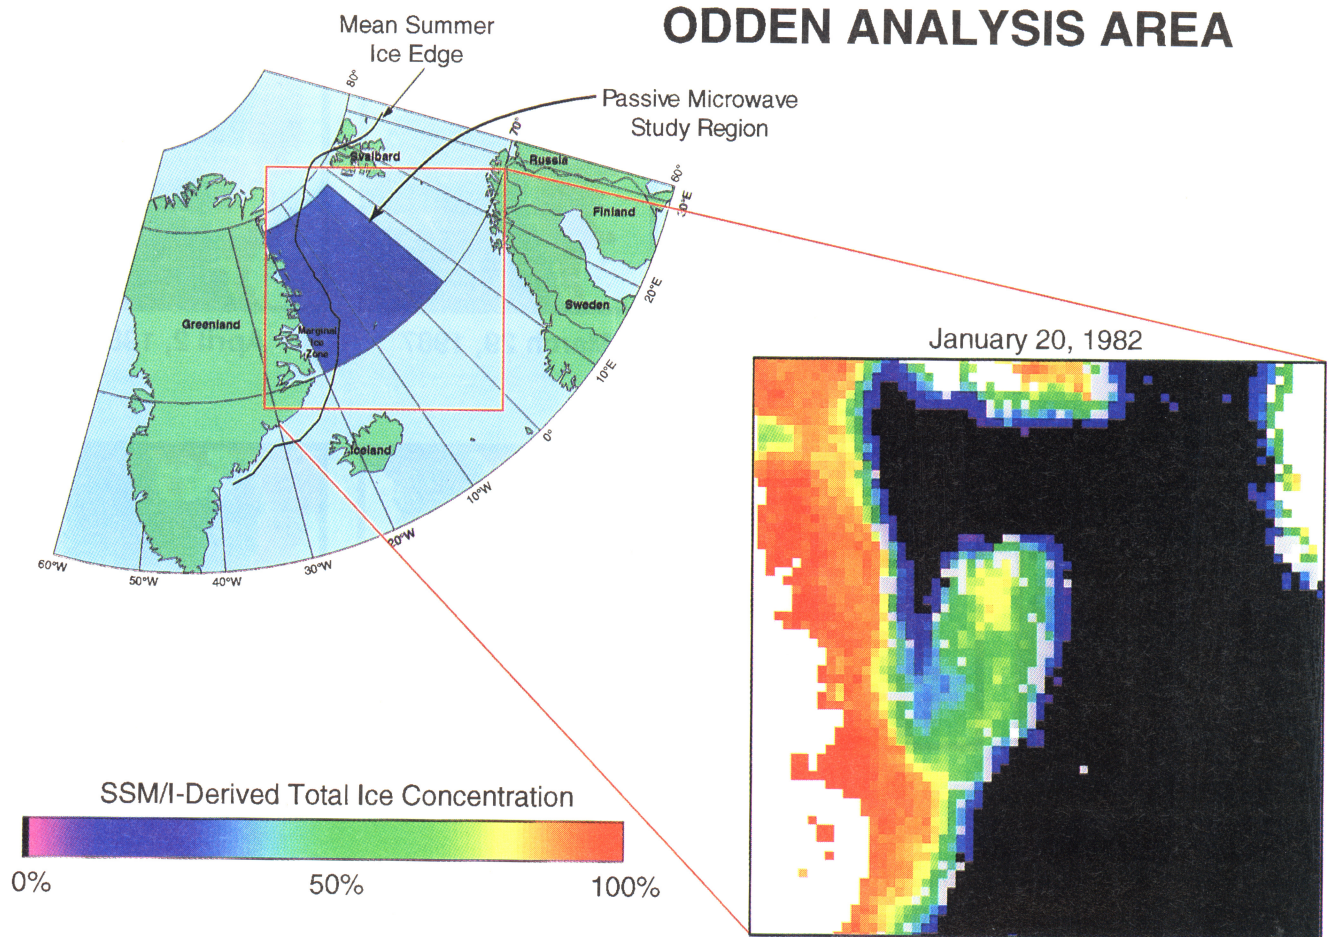 ODDEN ANALYSIS AREA
Mean Summer
Ice Edge
Passive Microwave
Study Region
80°
70°
60°
Svalbard
Russia
Finland
Sweden
Greenland
Marginal
Ice
Zone
Iceland
30°E
20°E
10°E
0°
10°W
20°W
30°W
40°W
50°W
60°W
January 20, 1982
SSM/I-Derived Total Ice Concentration
0%
50%
100%